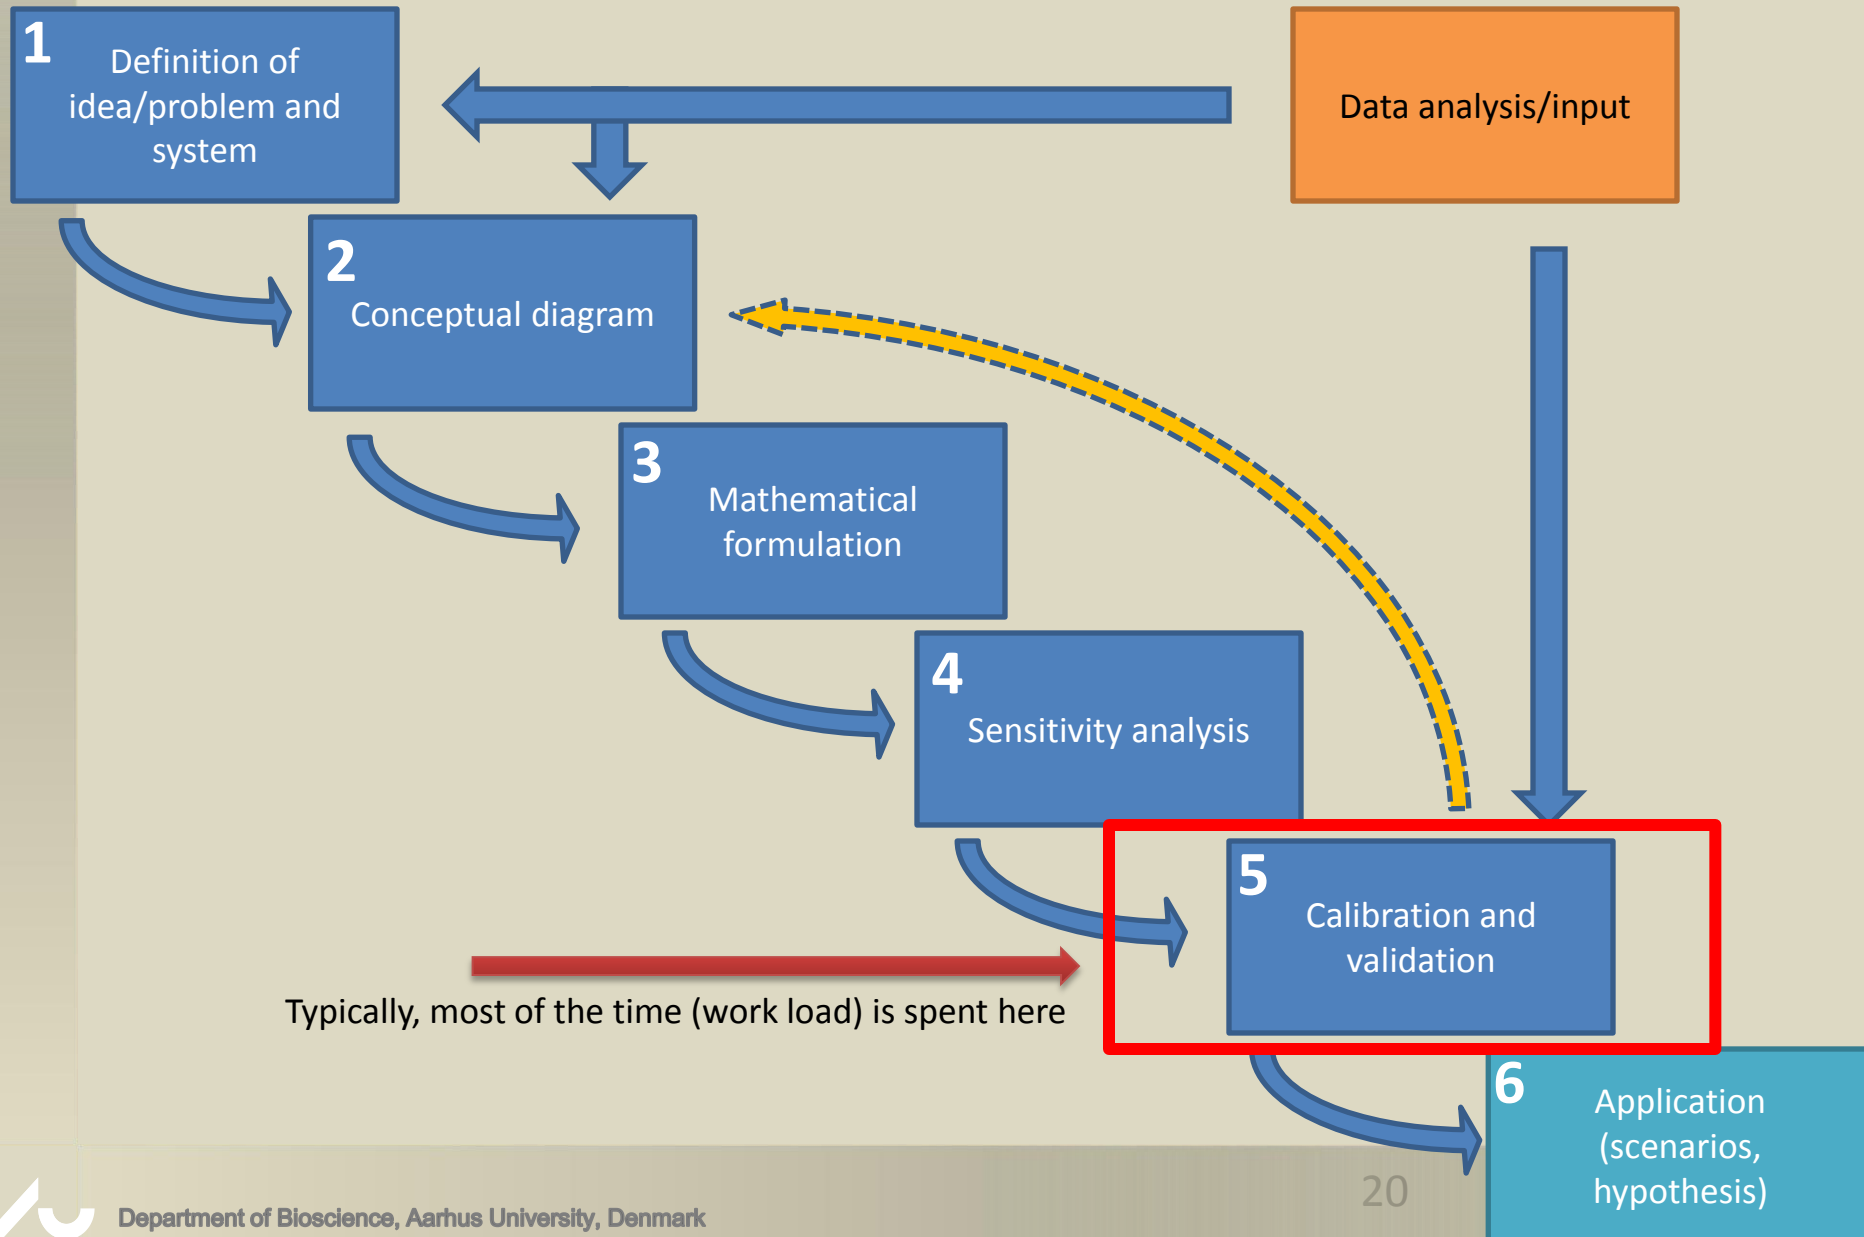 1
Definition of
idea/problem and
system
Data analysis/input
2
Conceptual diagram
3
Mathematical
formulation
4
Sensitivity analysis
5
Calibration and
validation
Typically, most of the time (work load) is spent here
6
Application
(scenarios,
hypothesis)
20
Department of Bioscience, Aarhus University, Denmark